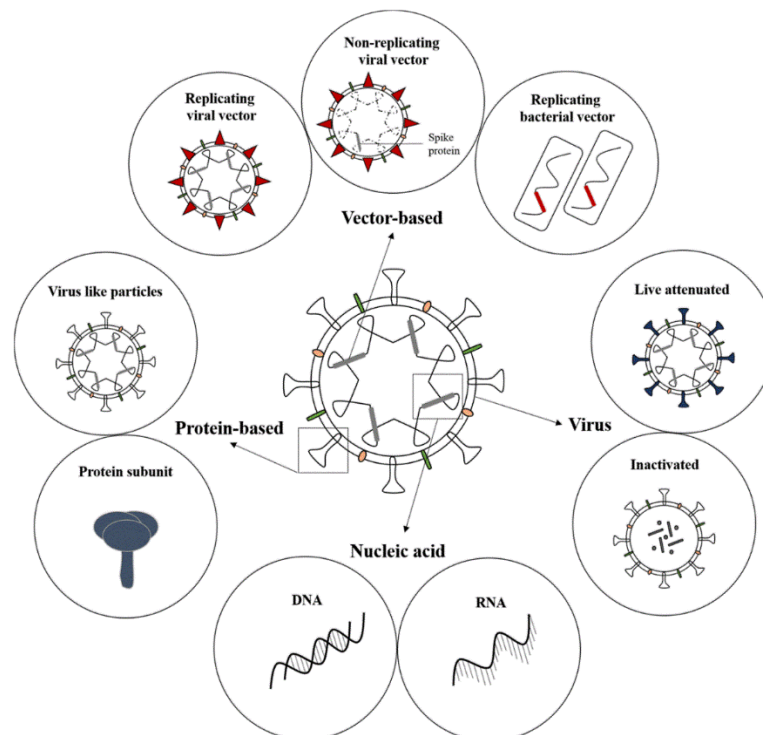 Non-replicating
viral vector
Spike
protein
Replicating
viral vector
Replicating
bacterial vector
Vector-based
Virus like particles
Live attenuated
Protein-based
Virus
Protein subunit
Inactivated
Nucleic acid
DNA
RNA